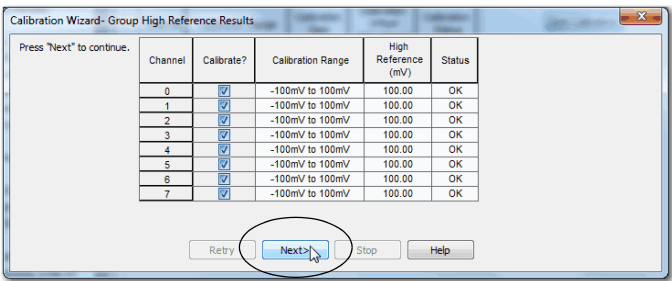 Calibration Wizard- Group High Reference Results
Press "Next" to continue.
Channel Calibrate? Calibration Range High Reference (mV) Status
0 -100mV to 100mV 100.00 OK
1 -100mV to 100mV 100.00 OK
2 -100mV to 100mV 100.00 OK
3 -100mV to 100mV 100.00 OK
4 -100mV to 100mV 100.00 OK
5 -100mV to 100mV 100.00 OK
6 -100mV to 100mV 100.00 OK
7 -100mV to 100mV 100.00 OK
Retry Next> Stop Help